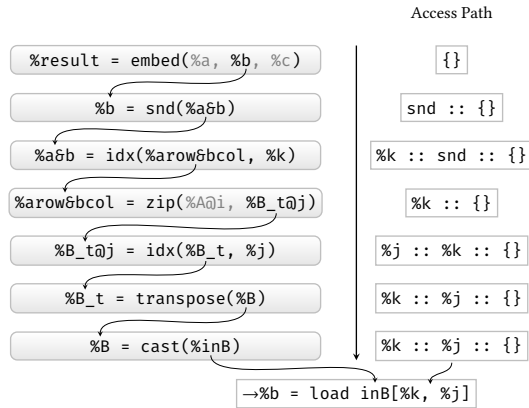 Access Path
%result = embed(%a, %b, %c) {}
%b = snd(%a&b) snd :: {}
%a&b = idx(%arow&bcol, %k) %k :: snd :: {}
%arow&bcol = zip(%A@i, %B_t@j) %k :: {}
%B_t@j = idx(%B_t, %j) %j :: %k :: {}
%B_t = transpose(%B) %k :: %j :: {}
%B = cast(%inB) %k :: %j :: {}
→%b = load inB[%k, %j]